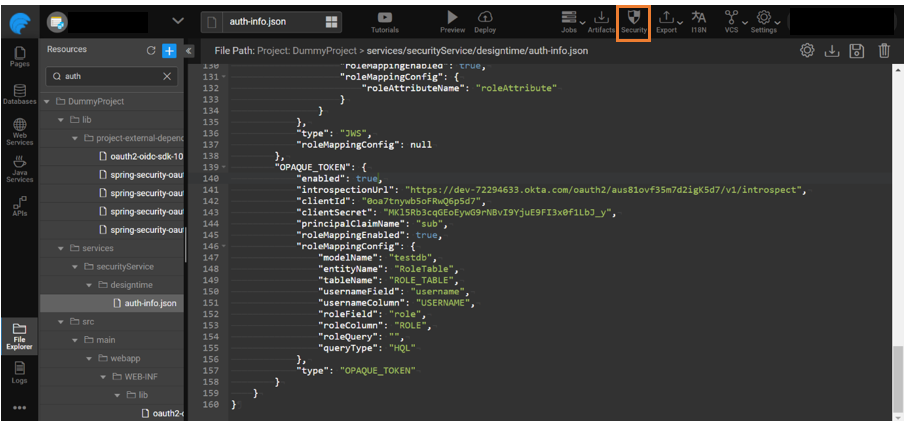 auth-info.json
Tutorials
Preview
Deploy
Jobs
Artifacts
Security
Export
I18N
VCS
Settings
Pages
Databases
Web
Services
Java
Services
APIs
File
Explorer
Logs
Resources
auth
DummyProject
lib
project-external-depend
oauth2-oidc-sdk-10
spring-security-oau
spring-security-oau
spring-security-oau
spring-security-oau
services
securityService
designtime
auth-info.json
src
main
webapp
WEB-INF
lib
oauth2-o
File Path: Project: DummyProject > services/securityService/designtime/auth-info.json
130 "roleMappingEnabled": true,
131 "roleMappingConfig": {
132 "roleAttributeName": "roleAttribute"
133 }
134 }
135 },
136 "type": "JWS",
137 "roleMappingConfig": null
138 },
139 "OPAQUE_TOKEN": {
140 "enabled": true,
141 "introspectionUrl": "https://dev-72294633.okta.com/oauth2/aus81ovf35m7d2igK5d7/v1/introspect",
142 "clientId": "0oa7tnywb5oFRwQ6p5d7",
143 "clientSecret": "MKl5Rb3cqGEoEywG9rNBvI9YjuE9FI3x0f1LbJ_y",
144 "principalClaimName": "sub",
145 "roleMappingEnabled": true,
146 "roleMappingConfig": {
147 "modelName": "testdb",
148 "entityName": "RoleTable",
149 "tableName": "ROLE_TABLE",
150 "usernameField": "username",
151 "usernameColumn": "USERNAME",
152 "roleField": "role",
153 "roleColumn": "ROLE",
154 "roleQuery": "",
155 "queryType": "HQL"
156 },
157 "type": "OPAQUE_TOKEN"
158 }
159 }
160 }